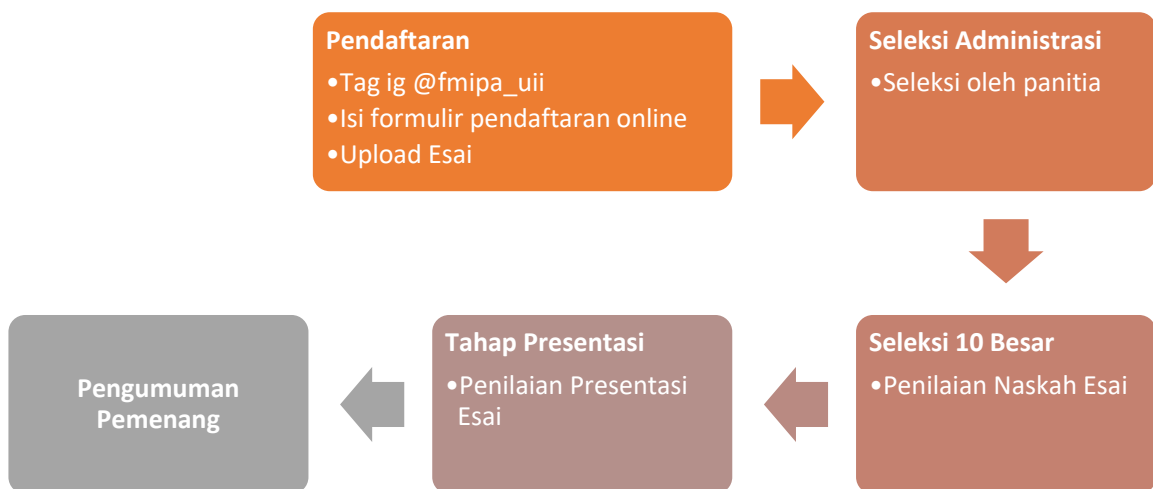 Pendaftaran
•Tag ig @fmipa_uii
•Isi formulir pendaftaran online
•Upload Esai
Seleksi Administrasi
•Seleksi oleh panitia
Seleksi 10 Besar
•Penilaian Naskah Esai
Tahap Presentasi
•Penilaian Presentasi
Esai
Pengumuman
Pemenang